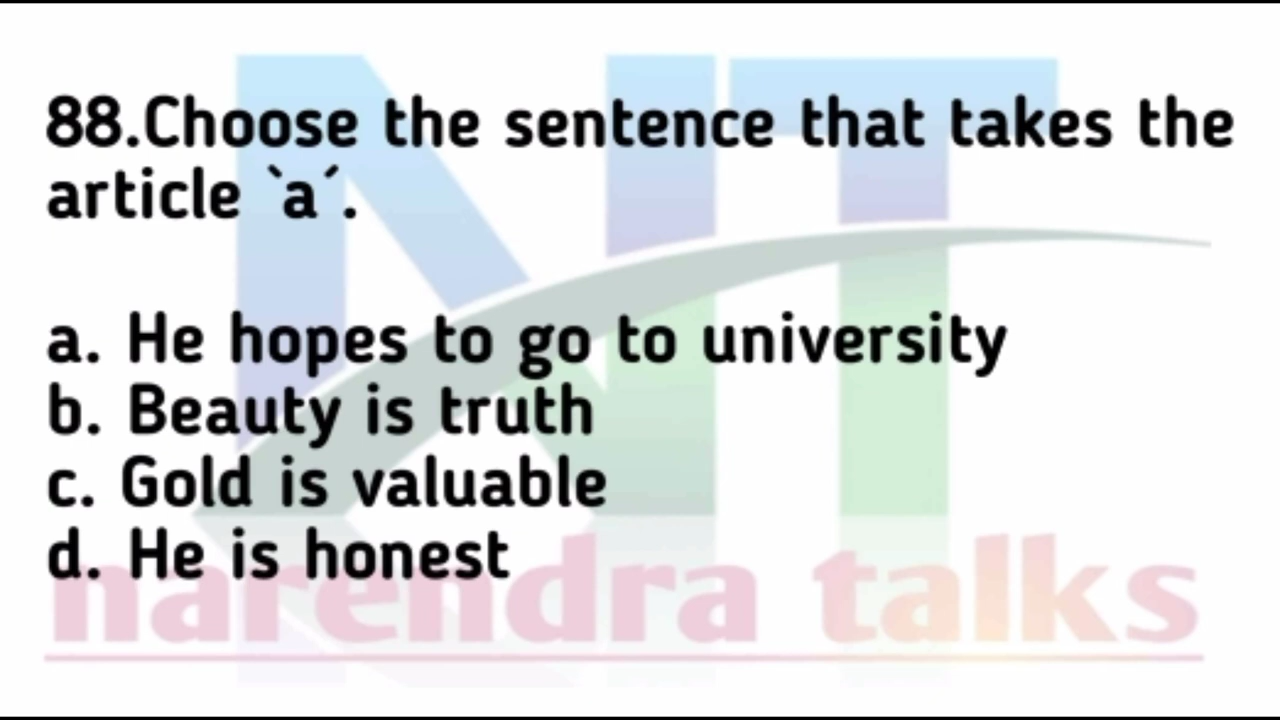 88.Choose the sentence that takes the
article `a´.
a. He hopes to go to university
b. Beauty is truth
c. Gold is valuable
d. He is honest
NT
narendra talks